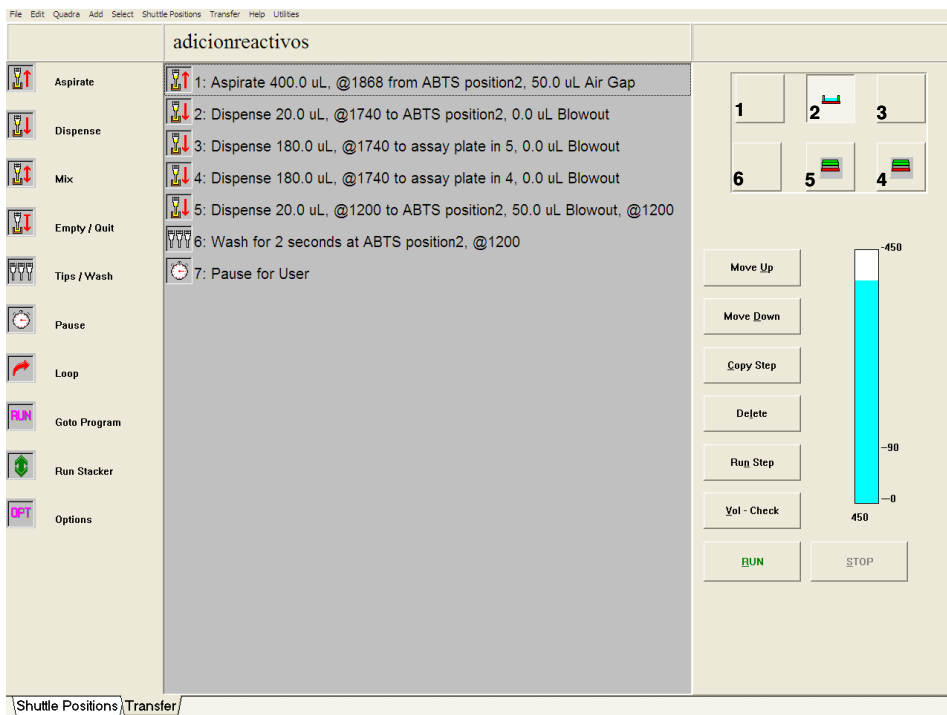 File Edit Quadra Add Select Shuttle Positions Transfer Help Utilities
adicionreactivos
Aspirate
Dispense
Mix
Empty / Quit
Tips / Wash
Pause
Loop
RUN Goto Program
Run Stacker
OPT Options
1: Aspirate 400.0 uL, @1868 from ABTS position2, 50.0 uL Air Gap
2: Dispense 20.0 uL, @1740 to ABTS position2, 0.0 uL Blowout
3: Dispense 180.0 uL, @1740 to assay plate in 5, 0.0 uL Blowout
4: Dispense 180.0 uL, @1740 to assay plate in 4, 0.0 uL Blowout
5: Dispense 20.0 uL, @1200 to ABTS position2, 50.0 uL Blowout, @1200
6: Wash for 2 seconds at ABTS position2, @1200
7: Pause for User
1 2 3
6 5 4
Move Up
Move Down
Copy Step
Delete
Run Step
Vol - Check
RUN STOP
-450
-90
-0
450
Shuttle Positions Transfer